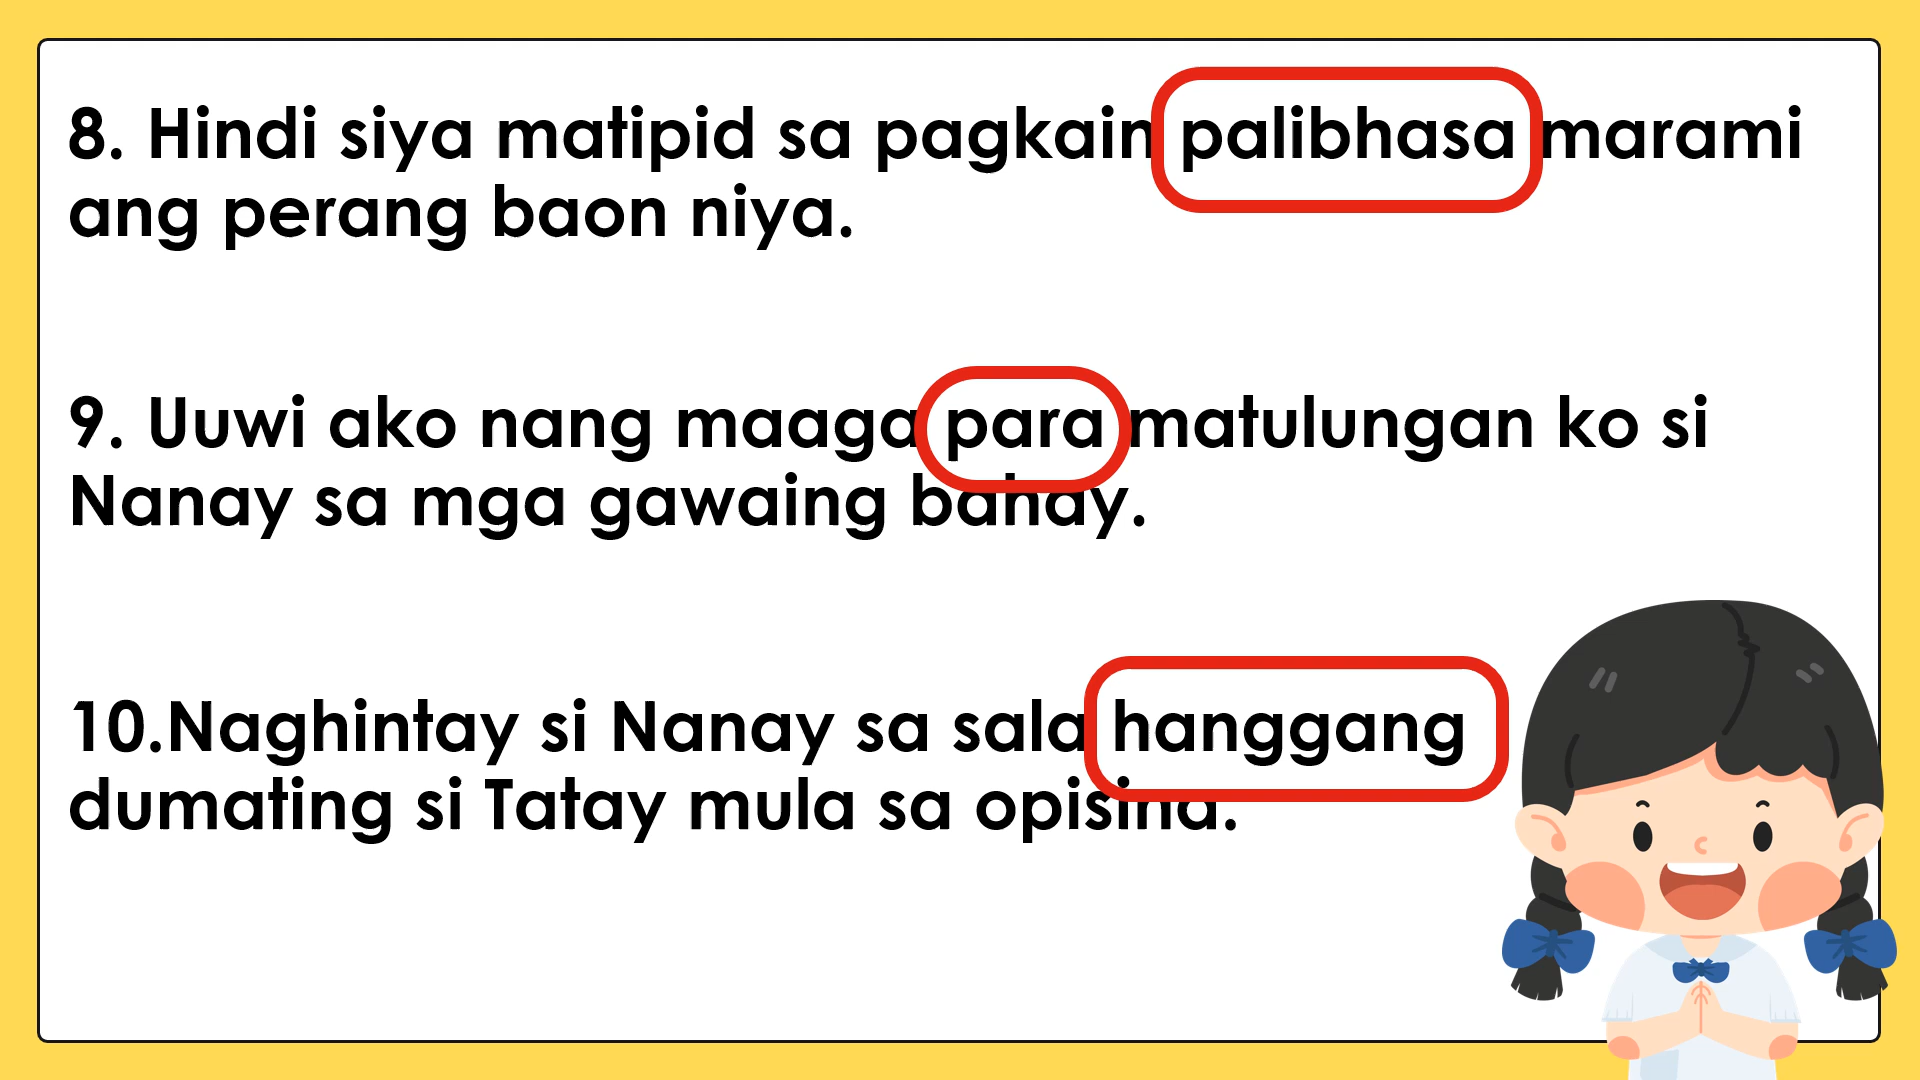 8. Hindi siya matipid sa pagkain palibhasa marami
ang perang baon niya.
9. Uuwi ako nang maaga para matulungan ko si
Nanay sa mga gawaing bahay.
10.Naghintay si Nanay sa sala hanggang
dumating si Tatay mula sa opisina.